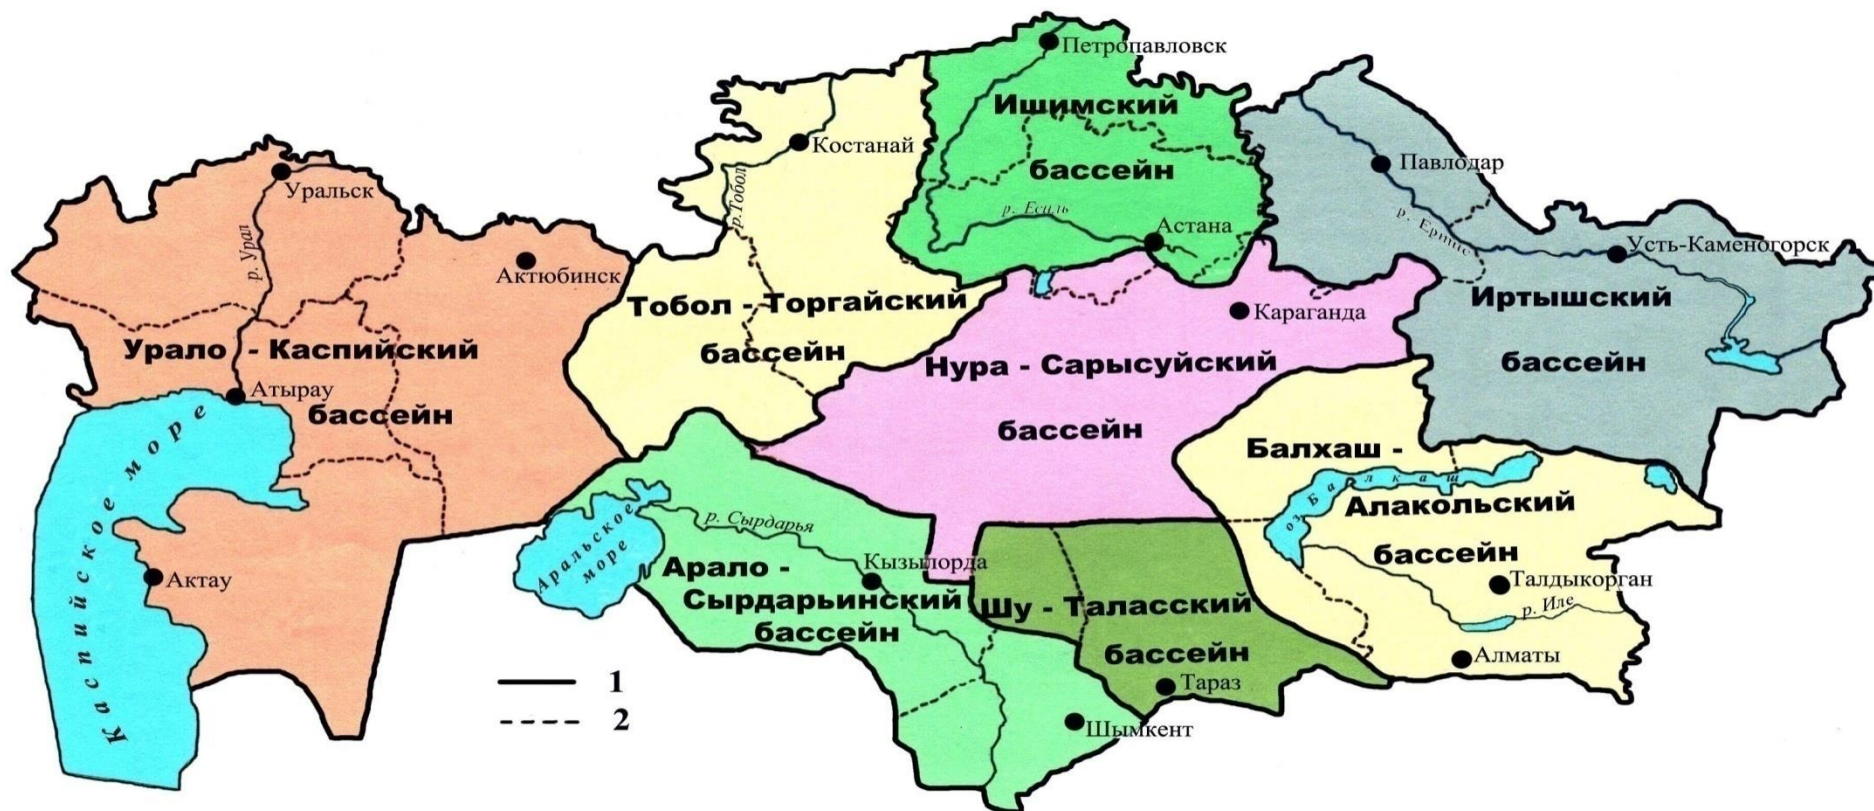 Петропавловск
Ишимский
бассейн
Костанай
Павлодар
р.Тобол
р. Есиль
р. Ертис
Астана
Усть-Каменогорск
Уральск
р. Урал
Актюбинск
Тобол - Торгайский
бассейн
Иртышский
бассейн
Караганда
Урало - Каспийский
бассейн
Нура - Сарысуйский
бассейн
Атырау
Каспийское море
Балхаш -
Алакольский
бассейн
оз. Балкаш
Аральское
море
р. Сырдарья
Кызылорда
Арало -
Сырдарьинский
бассейн
Шу - Таласский
бассейн
Талдыкорган
р. Иле
Актау
Алматы
Тараз
Шымкент
1
2